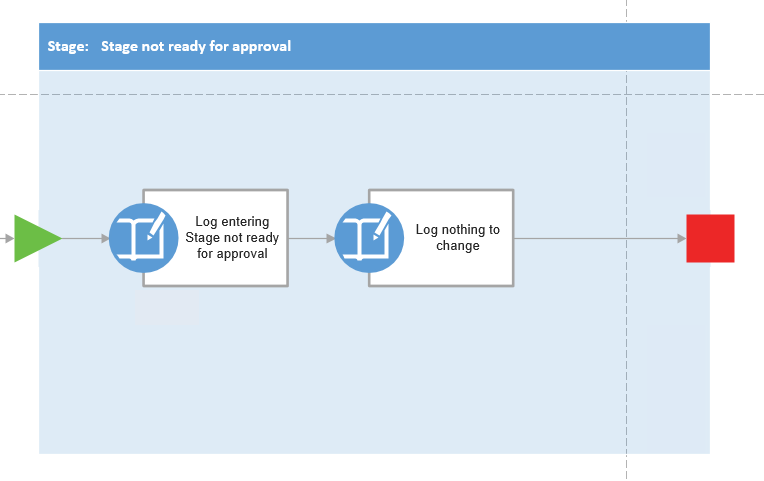 Stage: Stage not ready for approval
Log entering
Stage not ready
for approval
Log nothing to
change